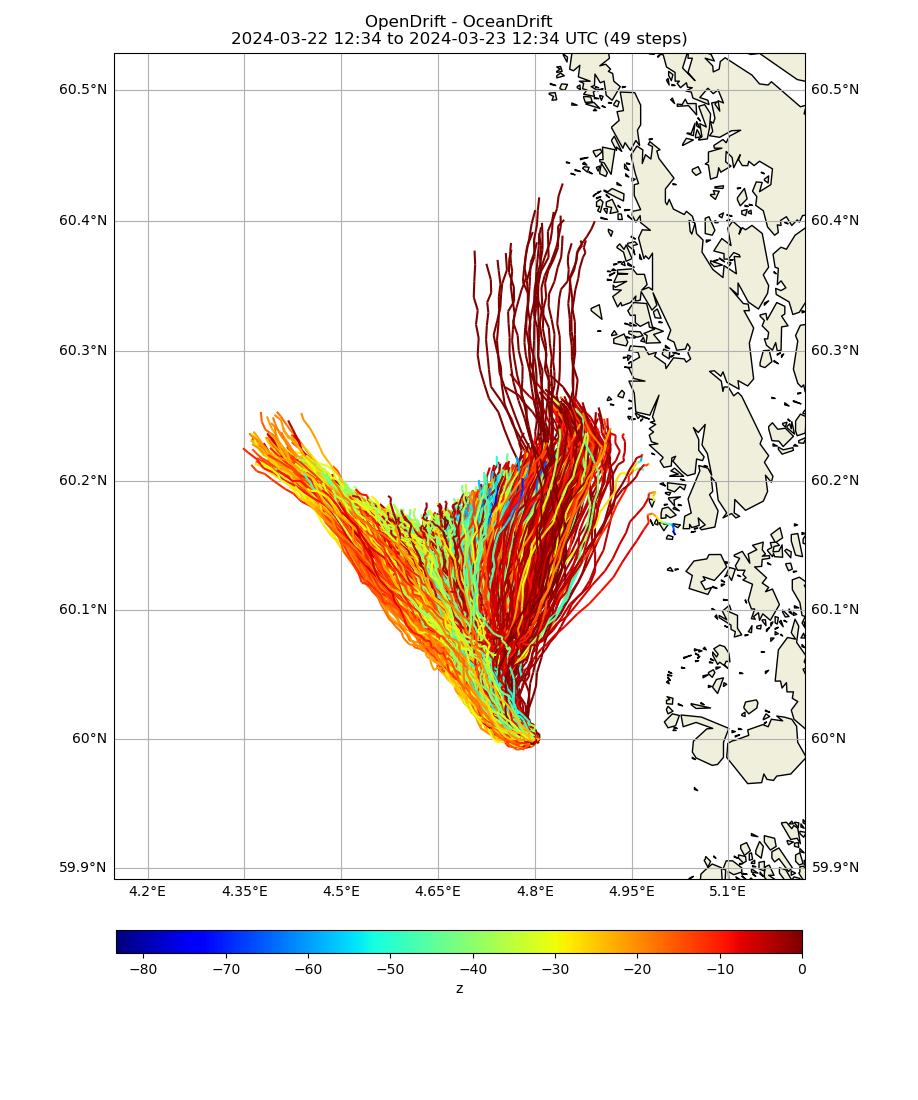 OpenDrift - OceanDrift
2024-03-22 12:34 to 2024-03-23 12:34 UTC (49 steps)
60.5°N 60.5°N
60.4°N 60.4°N
60.3°N 60.3°N
60.2°N 60.2°N
60.1°N 60.1°N
60°N 60°N
59.9°N 59.9°N
4.2°E 4.35°E 4.5°E 4.65°E 4.8°E 4.95°E 5.1°E
−80 −70 −60 −50 −40 −30 −20 −10 0
z